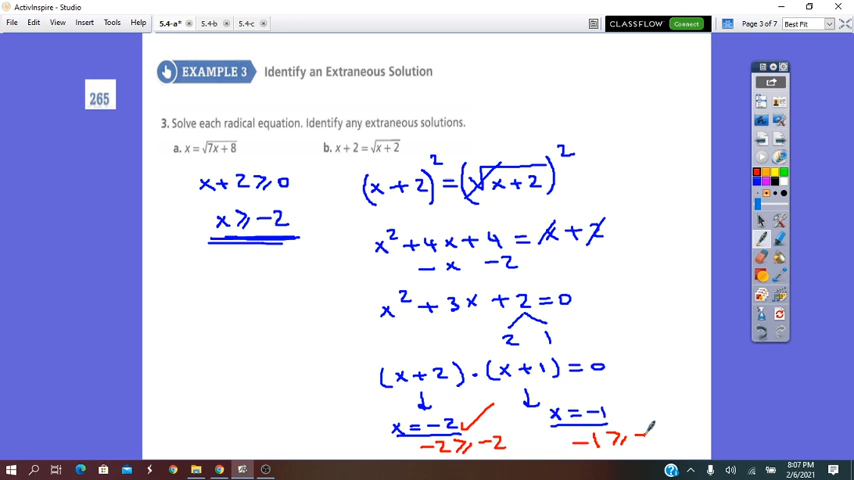 ActivInspire - Studio
File Edit View Insert Tools Help
CLASSFLOW Connect Page 3 of 7 Best Fit
5.4-a* 5.4-b 5.4-c
EXAMPLE 3 Identify an Extraneous Solution
265
3. Solve each radical equation. Identify any extraneous solutions.
a. x = √7x + 8 b. x + 2 = √x + 2
x + 2 ⩾ 0
x ⩾ -2
(x + 2)² = (√x + 2)²
x² + 4x + 4 = x + 2
- x - 2
x² + 3x + 2 = 0
2 1
(x + 2) . (x + 1) = 0
x = -2 ✓ x = -1
-2 ⩾ -2 -1 ⩾ -
8:07 PM
2/6/2021